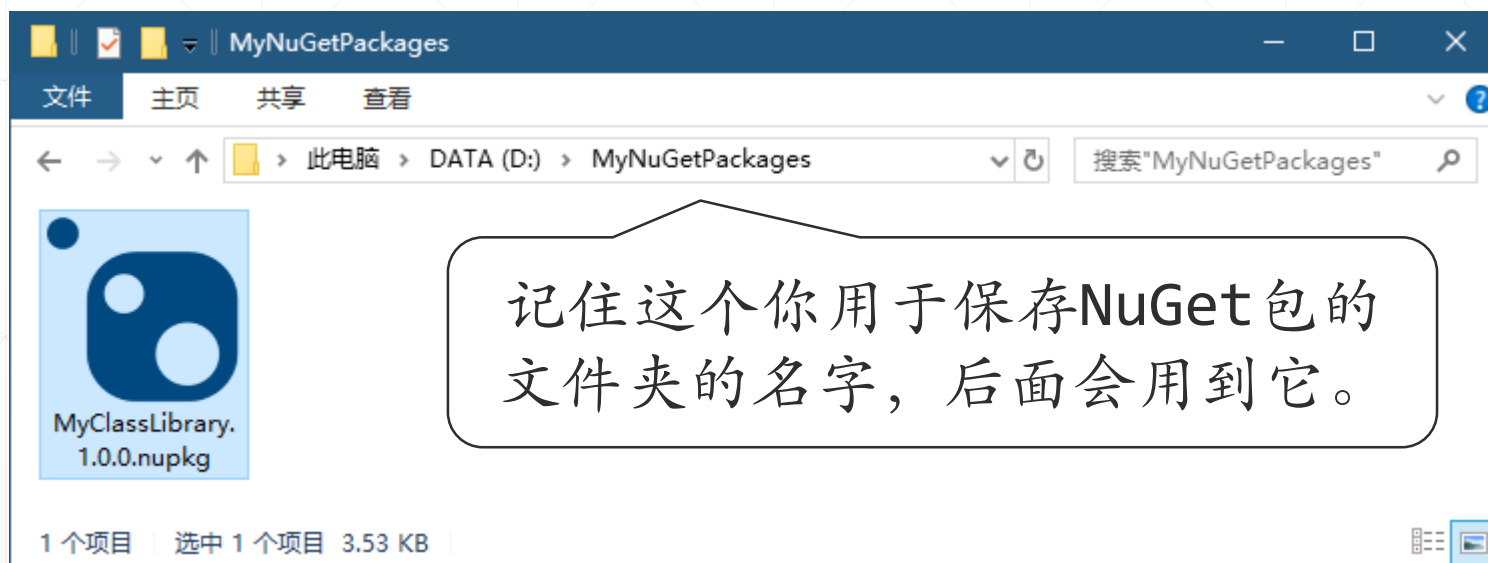 MyNuGetPackages
文件 主页 共享 查看
此电脑 › DATA (D:) › MyNuGetPackages
搜索"MyNuGetPackages"
记住这个你用于保存NuGet包的
文件夹的名字，后面会用到它。
MyClassLibrary.
1.0.0.nupkg
1 个项目 选中 1 个项目 3.53 KB